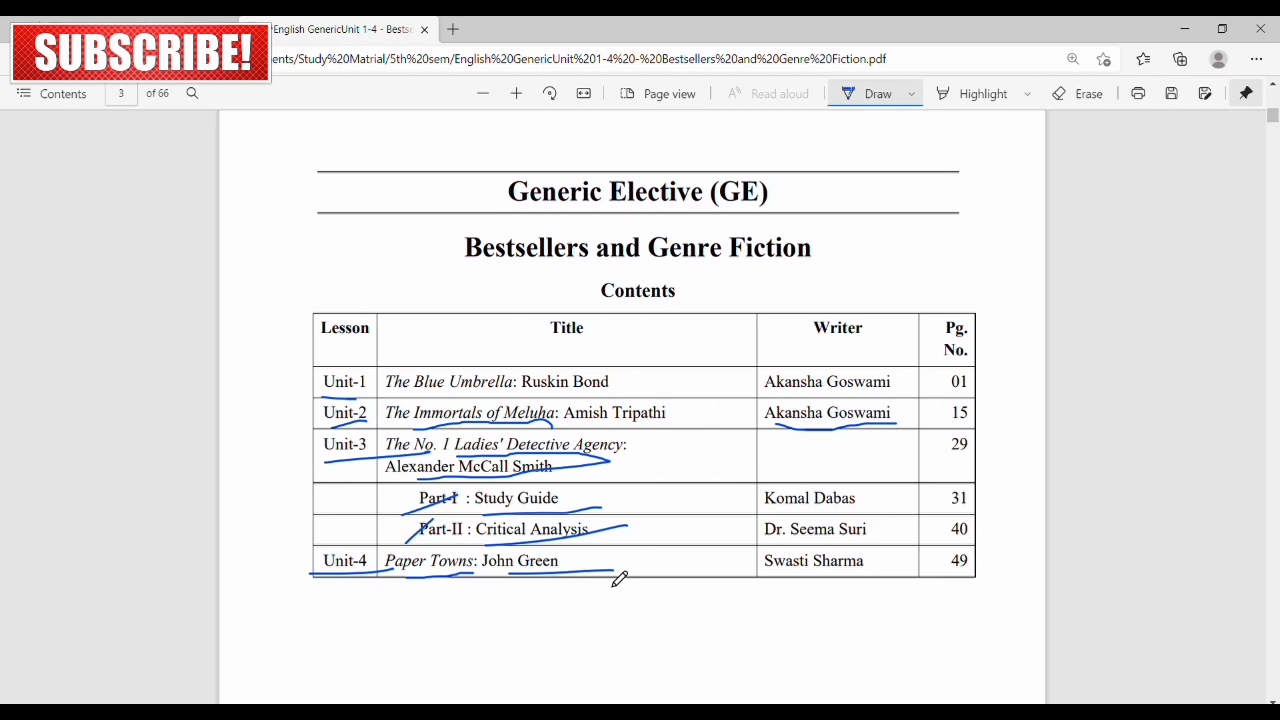 English GenericUnit 1-4 - Bests
SUBSCRIBE!
ents/Study%20Matrial/5th%20sem/English%20GenericUnit%201-4%20-%20Bestsellers%20and%20Genre%20Fiction.pdf
Contents 3 of 66 Page view Read aloud Draw Highlight Erase
Generic Elective (GE)
Bestsellers and Genre Fiction
Contents
Lesson Title Writer Pg. No.
Unit-1 The Blue Umbrella: Ruskin Bond Akansha Goswami 01
Unit-2 The Immortals of Meluha: Amish Tripathi Akansha Goswami 15
Unit-3 The No. 1 Ladies' Detective Agency: 29
Alexander McCall Smith
Part-I : Study Guide Komal Dabas 31
Part-II : Critical Analysis Dr. Seema Suri 40
Unit-4 Paper Towns: John Green Swasti Sharma 49